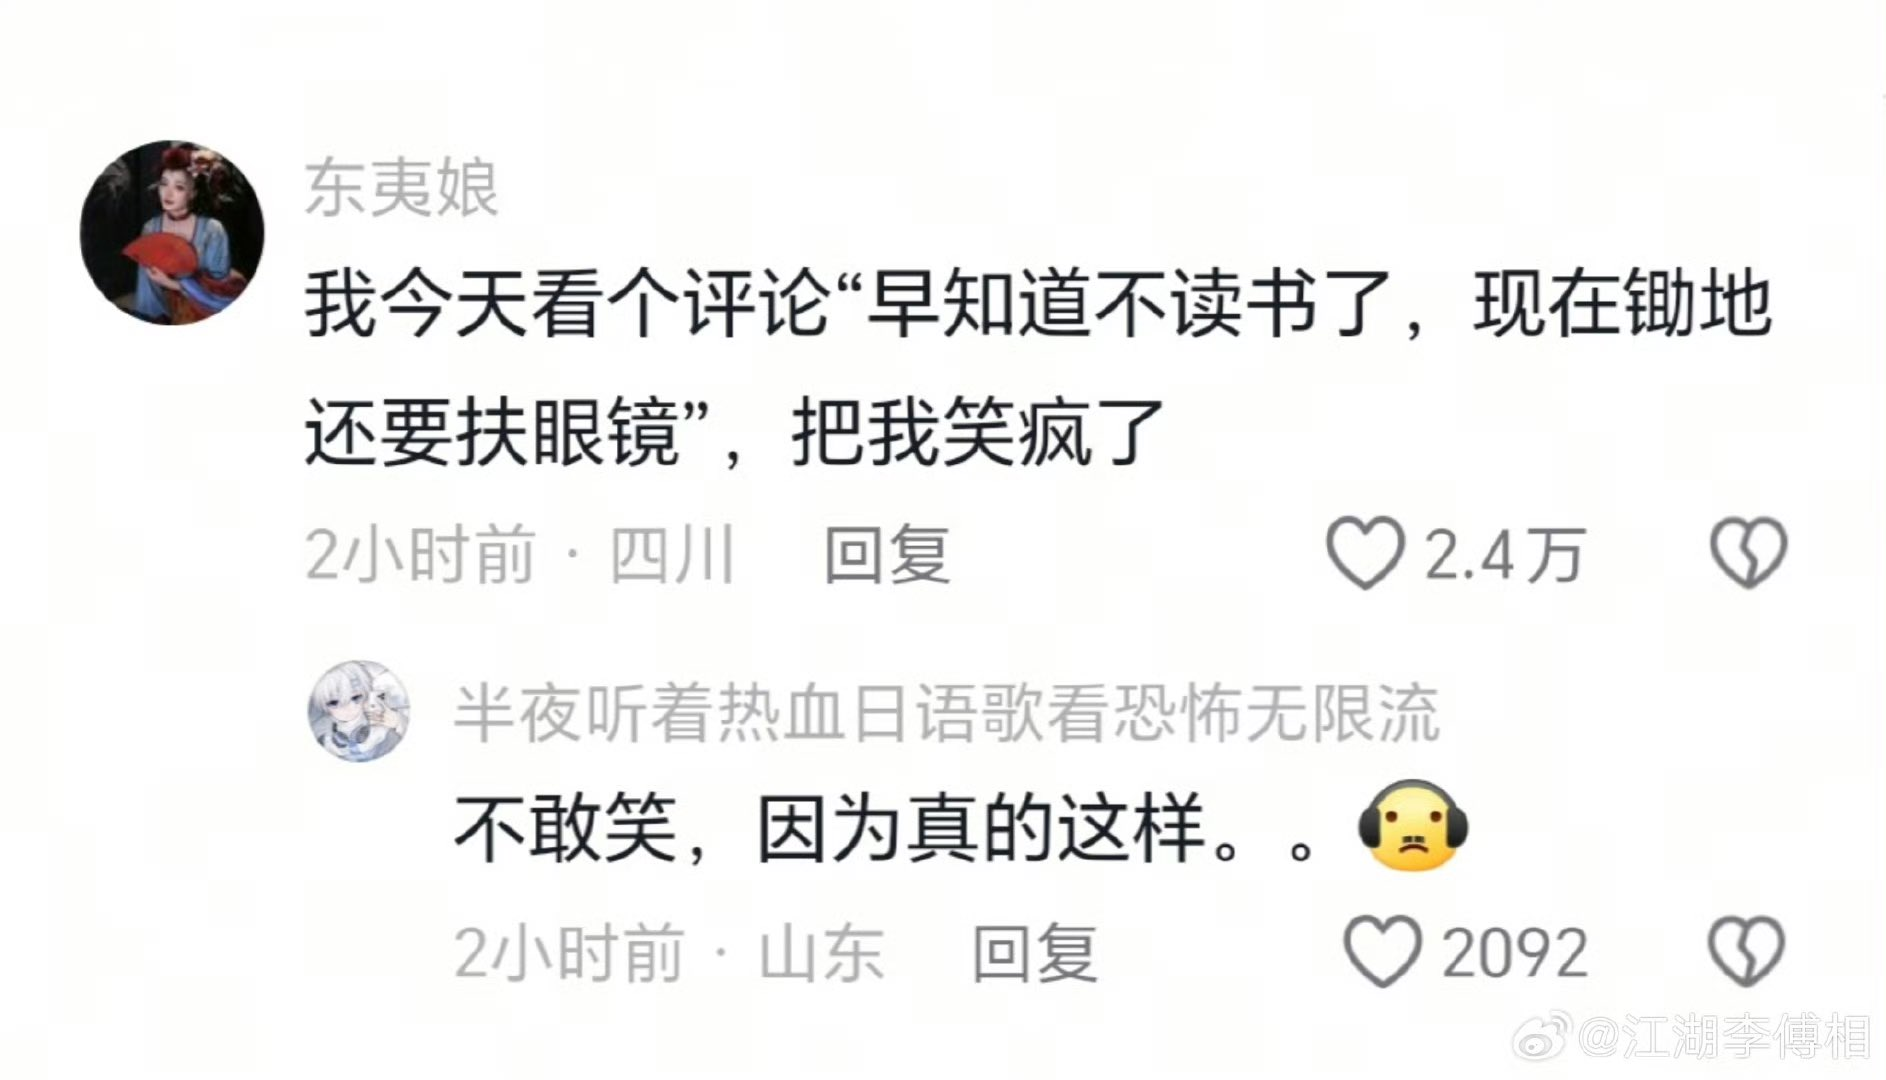 东夷娘
我今天看个评论“早知道不读书了，现在锄地
还要扶眼镜”，把我笑疯了
2小时前 · 四川 回复 2.4万
半夜听着热血日语歌看恐怖无限流
不敢笑，因为真的这样。。
2小时前 · 山东 回复 2092
@江湖李傅相